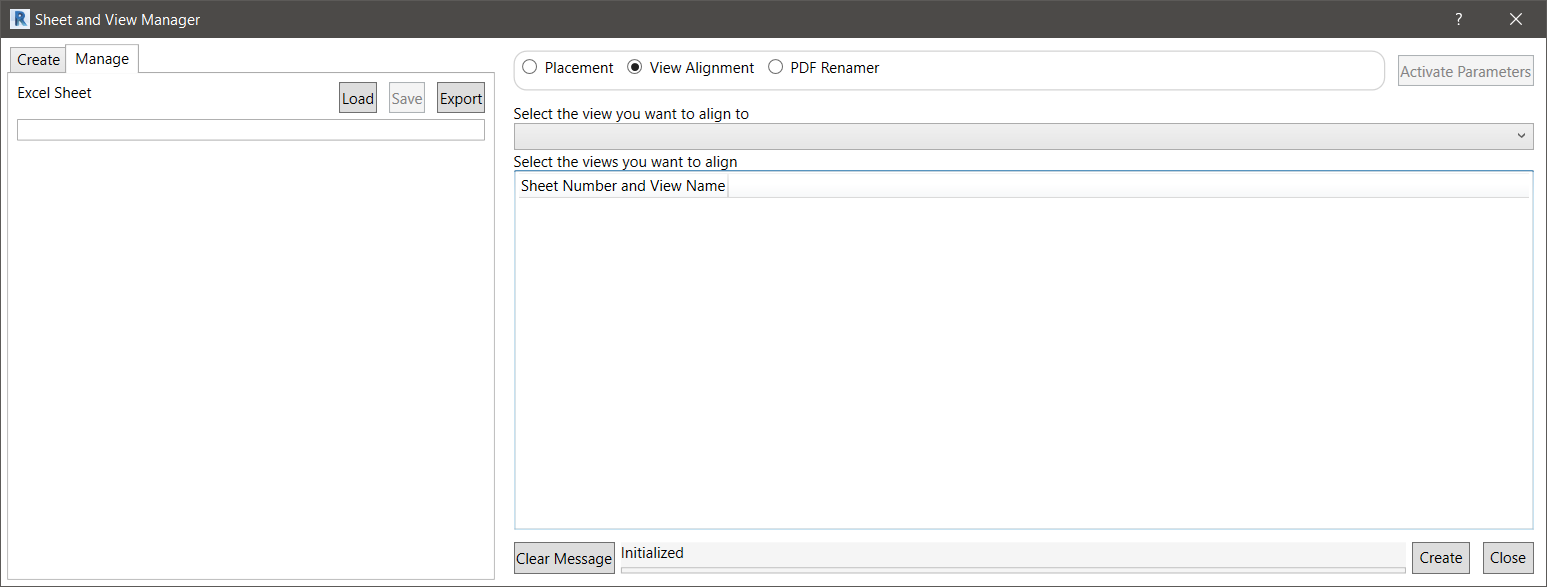 R Sheet and View Manager ? ×
Create Manage
Excel Sheet Load Save Export
Placement View Alignment PDF Renamer Activate Parameters
Select the view you want to align to
Select the views you want to align
Sheet Number and View Name
Clear Message Initialized Create Close